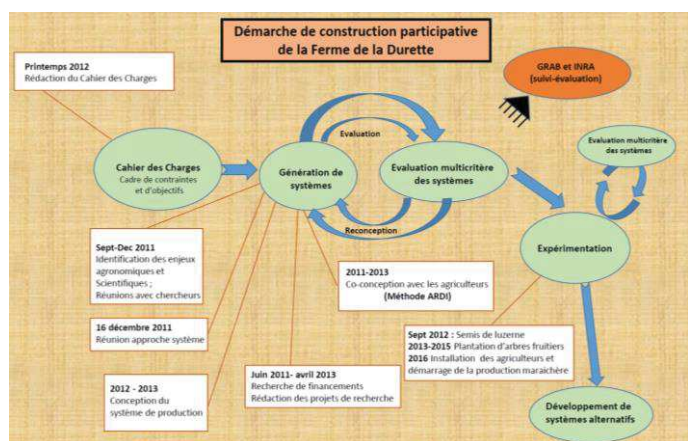 Démarche de construction participative
de la Ferme de la Durette
Printemps 2012
Rédaction du Cahier des Charges
GRAB et INRA
(suivi-évaluation)
Cahier des Charges
Cadre de contraintes
et d'objectifs
Génération de
systèmes
Evaluation
Reconception
Évaluation multicritère
des systèmes
Evaluation multicritère
des systèmes
Expérimentation
Sept-Dec 2011
Identification des enjeux
agronomiques et
Scientifiques ;
Réunions avec chercheurs
2011-2013
Co-conception avec les agriculteurs
(Méthode ARDI)
16 décembre 2011
Réunion approche système
2012 - 2013
Conception du
système de production
Juin 2011- avril 2013
Recherche de financements
Rédaction des projets de recherche
Sept 2012 : Semis de luzerne
2013-2015 Plantation d'arbres fruitiers
2016 Installation des agriculteurs et
démarrage de la production maraichère
Développement de
systèmes alternatifs